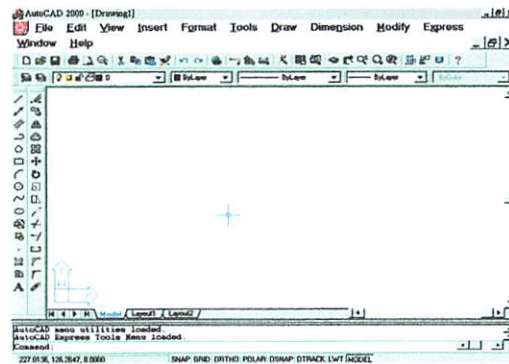 AutoCAD 2000 - [Drawing1]
File Edit View Insert Format Tools Draw Dimension Modify Express
Window Help
0 ByLayer ByLayer ByLayer ByColor
A
Model Layout1 Layout2
AutoCAD menu utilities loaded.
AutoCAD Express Tools Menu loaded.
Command:
SNAP GRID ORTHO POLAR OSNAP OTRACK LWT MODEL